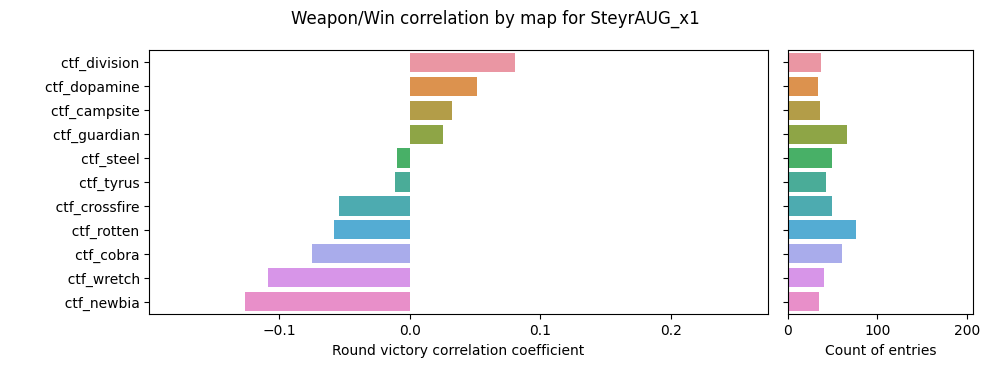 Weapon/Win correlation by map for SteyrAUG_x1
ctf_division
ctf_dopamine
ctf_campsite
ctf_guardian
ctf_steel
ctf_tyrus
ctf_crossfire
ctf_rotten
ctf_cobra
ctf_wretch
ctf_newbia
−0.1 0.0 0.1 0.2
0 100 200
Round victory correlation coefficient
Count of entries